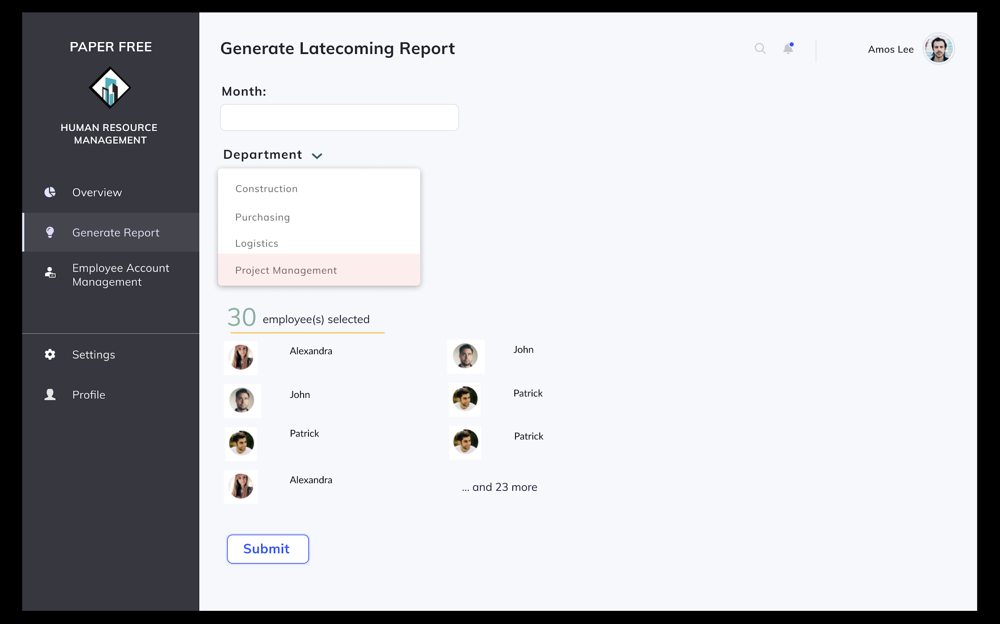 PAPER FREE
HUMAN RESOURCE
MANAGEMENT
Overview
Generate Report
Employee Account
Management
Settings
Profile
Generate Latecoming Report
Amos Lee
Month:
Department
Construction
Purchasing
Logistics
Project Management
30 employee(s) selected
Alexandra
John
John
Patrick
Patrick
Patrick
Alexandra
... and 23 more
Submit